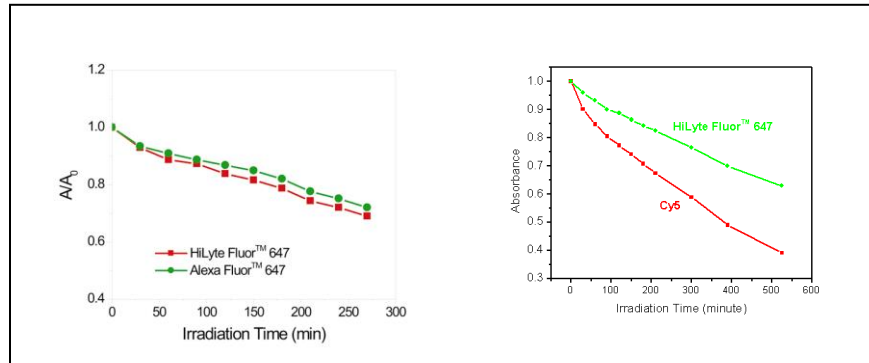 1.2
1.0
0.8
0.6
0.4
A/A0
HiLyte Fluor™ 647
Alexa Fluor™ 647
0 50 100 150 200 250 300
Irradiation Time (min)
1.0
0.9
0.8
0.7
0.6
0.5
0.4
0.3
Absorbance
HiLyte Fluor™ 647
Cy5
0 100 200 300 400 500 600
Irradiation Time (minute)